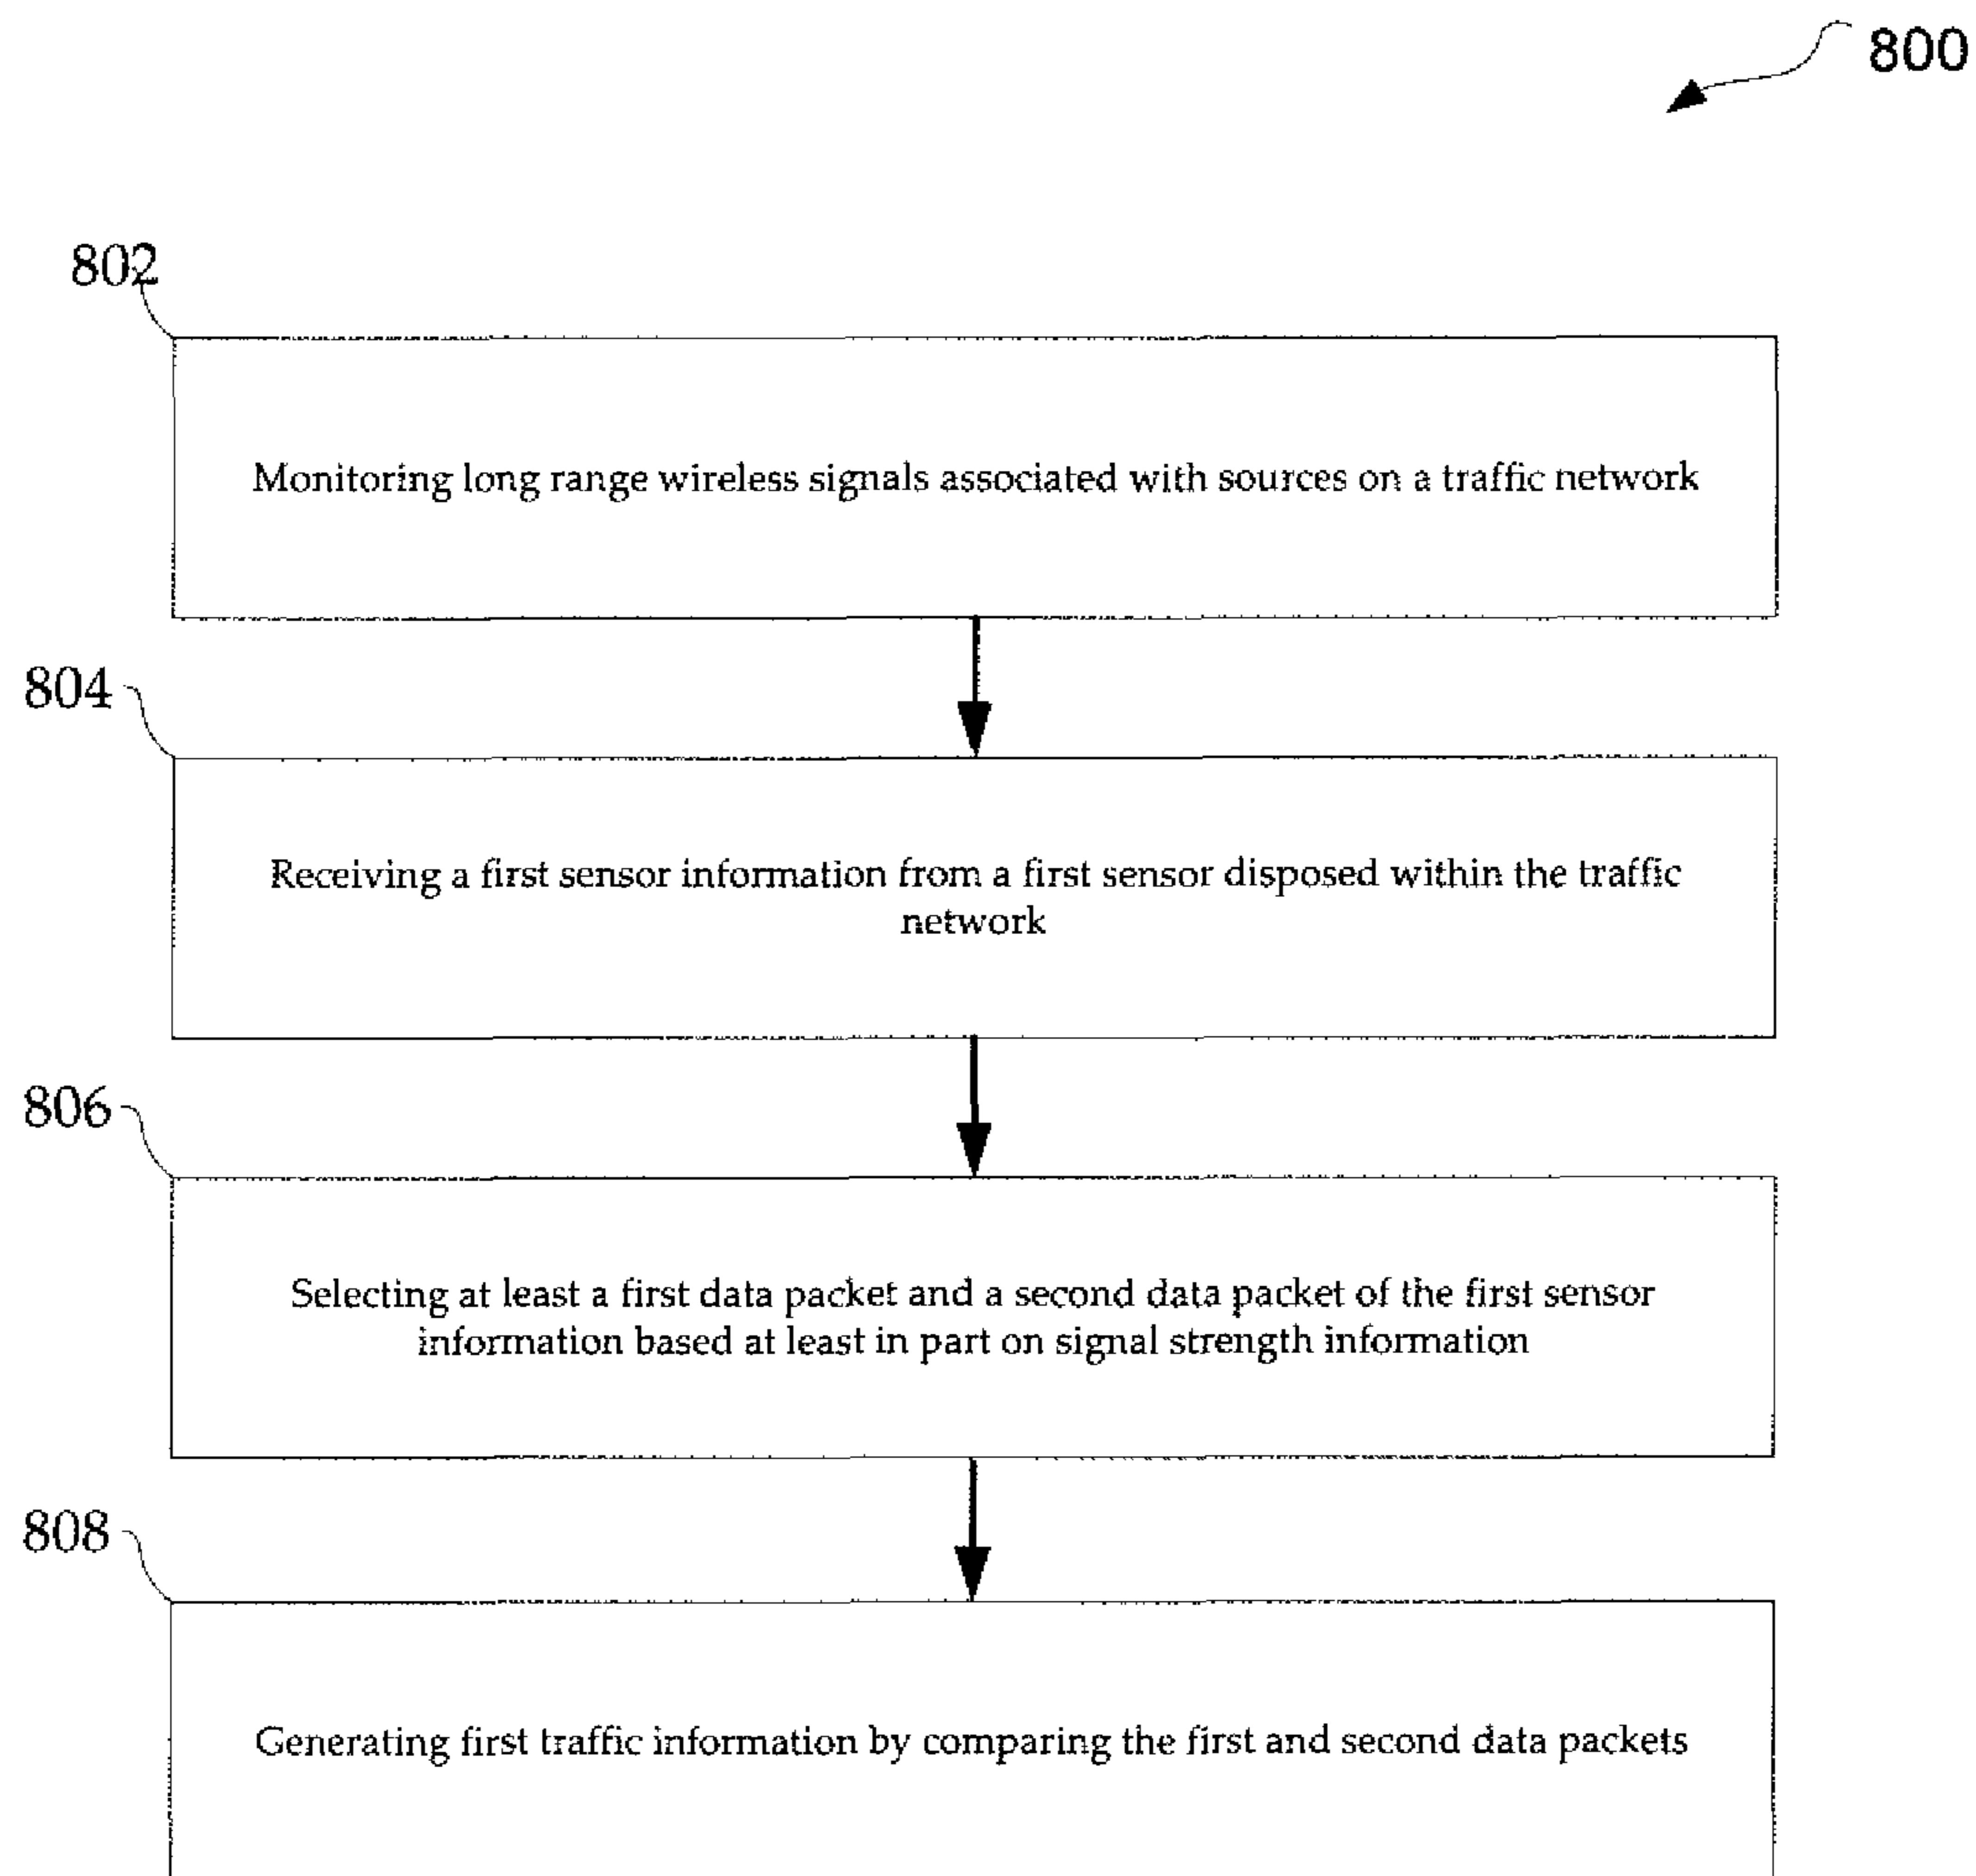 800
802
Monitoring long range wireless signals associated with sources on a traffic network
804
Receiving a first sensor information from a first sensor disposed within the traffic
network
806
Selecting at least a first data packet and a second data packet of the first sensor
information based at least in part on signal strength information
808
Generating first traffic information by comparing the first and second data packets